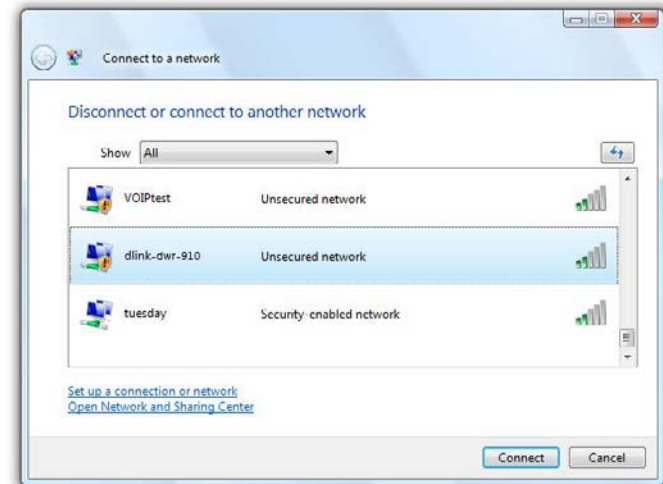 Connect to a network
Disconnect or connect to another network
Show All
VOIPtest Unsecured network
dlink-dwr-910 Unsecured network
tuesday Security-enabled network
Set up a connection or network
Open Network and Sharing Center
Connect Cancel